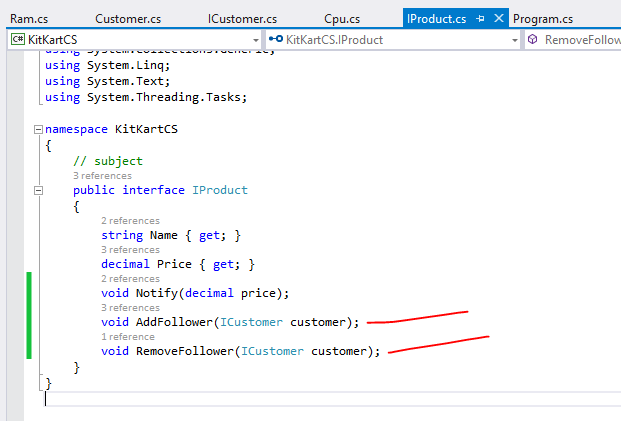 Ram.cs Customer.cs ICustomer.cs Cpu.cs IProduct.cs Program.cs
C# KitKartCS KitKartCS.IProduct RemoveFollow
using System.Collections.Generic;
using System.Linq;
using System.Text;
using System.Threading.Tasks;
namespace KitKartCS
{
// subject
3 references
public interface IProduct
{
2 references
string Name { get; }
3 references
decimal Price { get; }
2 references
void Notify(decimal price);
3 references
void AddFollower(ICustomer customer);
1 reference
void RemoveFollower(ICustomer customer);
}
}